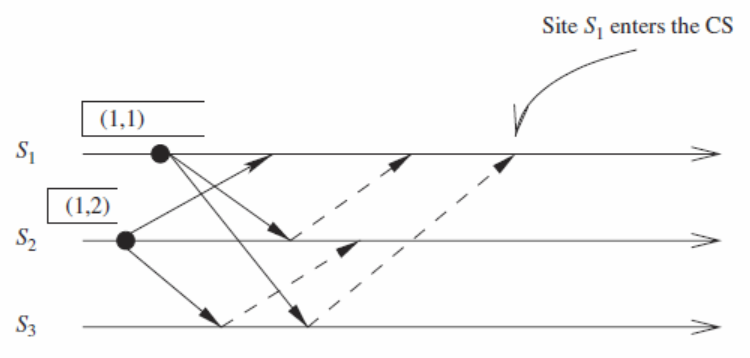 Site S₁ enters the CS
(1,1)
S₁
(1,2)
S₂
S₃